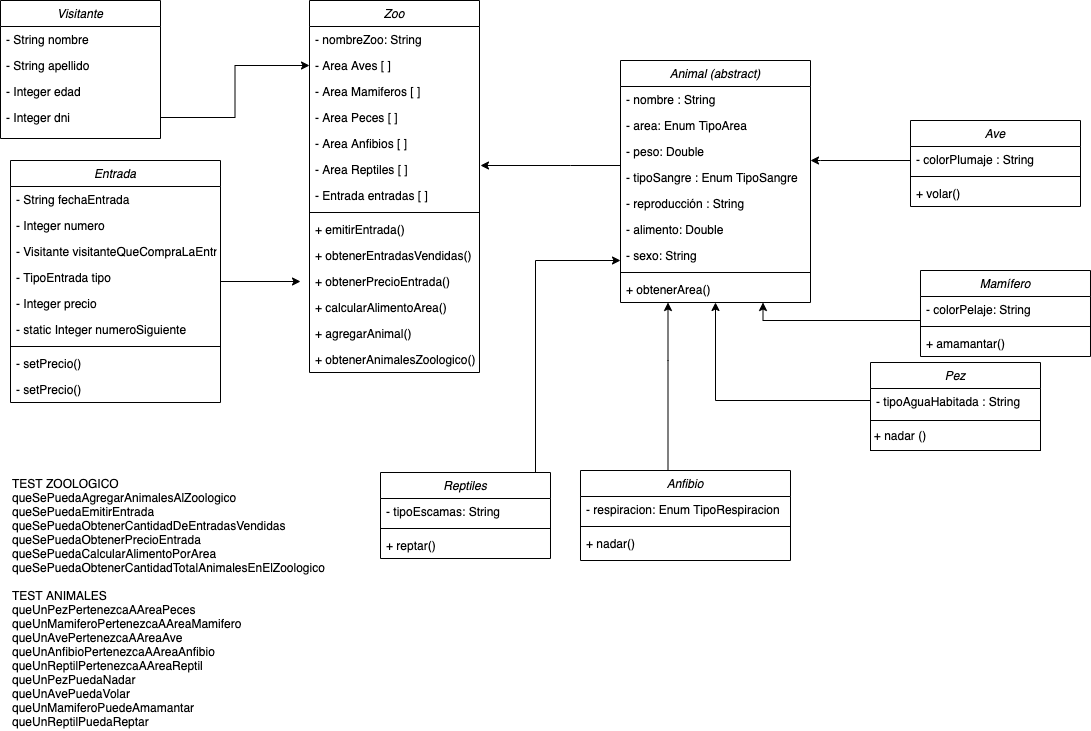 Visitante
- String nombre
- String apellido
- Integer edad
- Integer dni
Entrada
- String fechaEntrada
- Integer numero
- Visitante visitanteQueCompraLaEntr
- TipoEntrada tipo
- Integer precio
- static Integer numeroSiguiente
- setPrecio()
- setPrecio()
Zoo
- nombreZoo: String
- Area Aves [ ]
- Area Mamiferos [ ]
- Area Peces [ ]
- Area Anfibios [ ]
- Area Reptiles [ ]
- Entrada entradas [ ]
+ emitirEntrada()
+ obtenerEntradasVendidas()
+ obtenerPrecioEntrada()
+ calcularAlimentoArea()
+ agregarAnimal()
+ obtenerAnimalesZoologico()
Animal (abstract)
- nombre : String
- area: Enum TipoArea
- peso: Double
- tipoSangre : Enum TipoSangre
- reproducción : String
- alimento: Double
- sexo: String
+ obtenerArea()
Ave
- colorPlumaje : String
+ volar()
Mamífero
- colorPelaje: String
+ amamantar()
Pez
- tipoAguaHabitada : String
+ nadar ()
Reptiles
- tipoEscamas: String
+ reptar()
Anfibio
- respiracion: Enum TipoRespiracion
+ nadar()
TEST ZOOLOGICO
queSePuedaAgregarAnimalesAlZoologico
queSePuedaEmitirEntrada
queSePuedaObtenerCantidadDeEntradasVendidas
queSePuedaObtenerPrecioEntrada
queSePuedaCalcularAlimentoPorArea
queSePuedaObtenerCantidadTotalAnimalesEnElZoologico
TEST ANIMALES
queUnPezPertenezcaAAreaPeces
queUnMamiferoPertenezcaAAreaMamifero
queUnAvePertenezcaAAreaAve
queUnAnfibioPertenezcaAAreaAnfibio
queUnReptilPertenezcaAAreaReptil
queUnPezPuedaNadar
queUnAvePuedaVolar
queUnMamiferoPuedeAmamantar
queUnReptilPuedaReptar